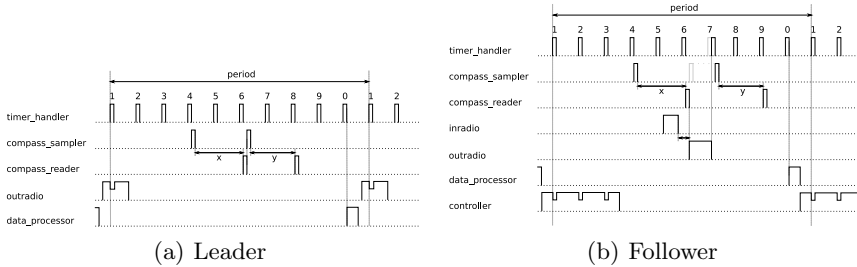 period
1 2 3 4 5 6 7 8 9 0 1 2
timer_handler
compass_sampler
x y
compass_reader
outradio
data_processor
(a) Leader
period
1 2 3 4 5 6 7 8 9 0 1 2
timer_handler
compass_sampler
x y
compass_reader
inradio
outradio
data_processor
controller
(b) Follower